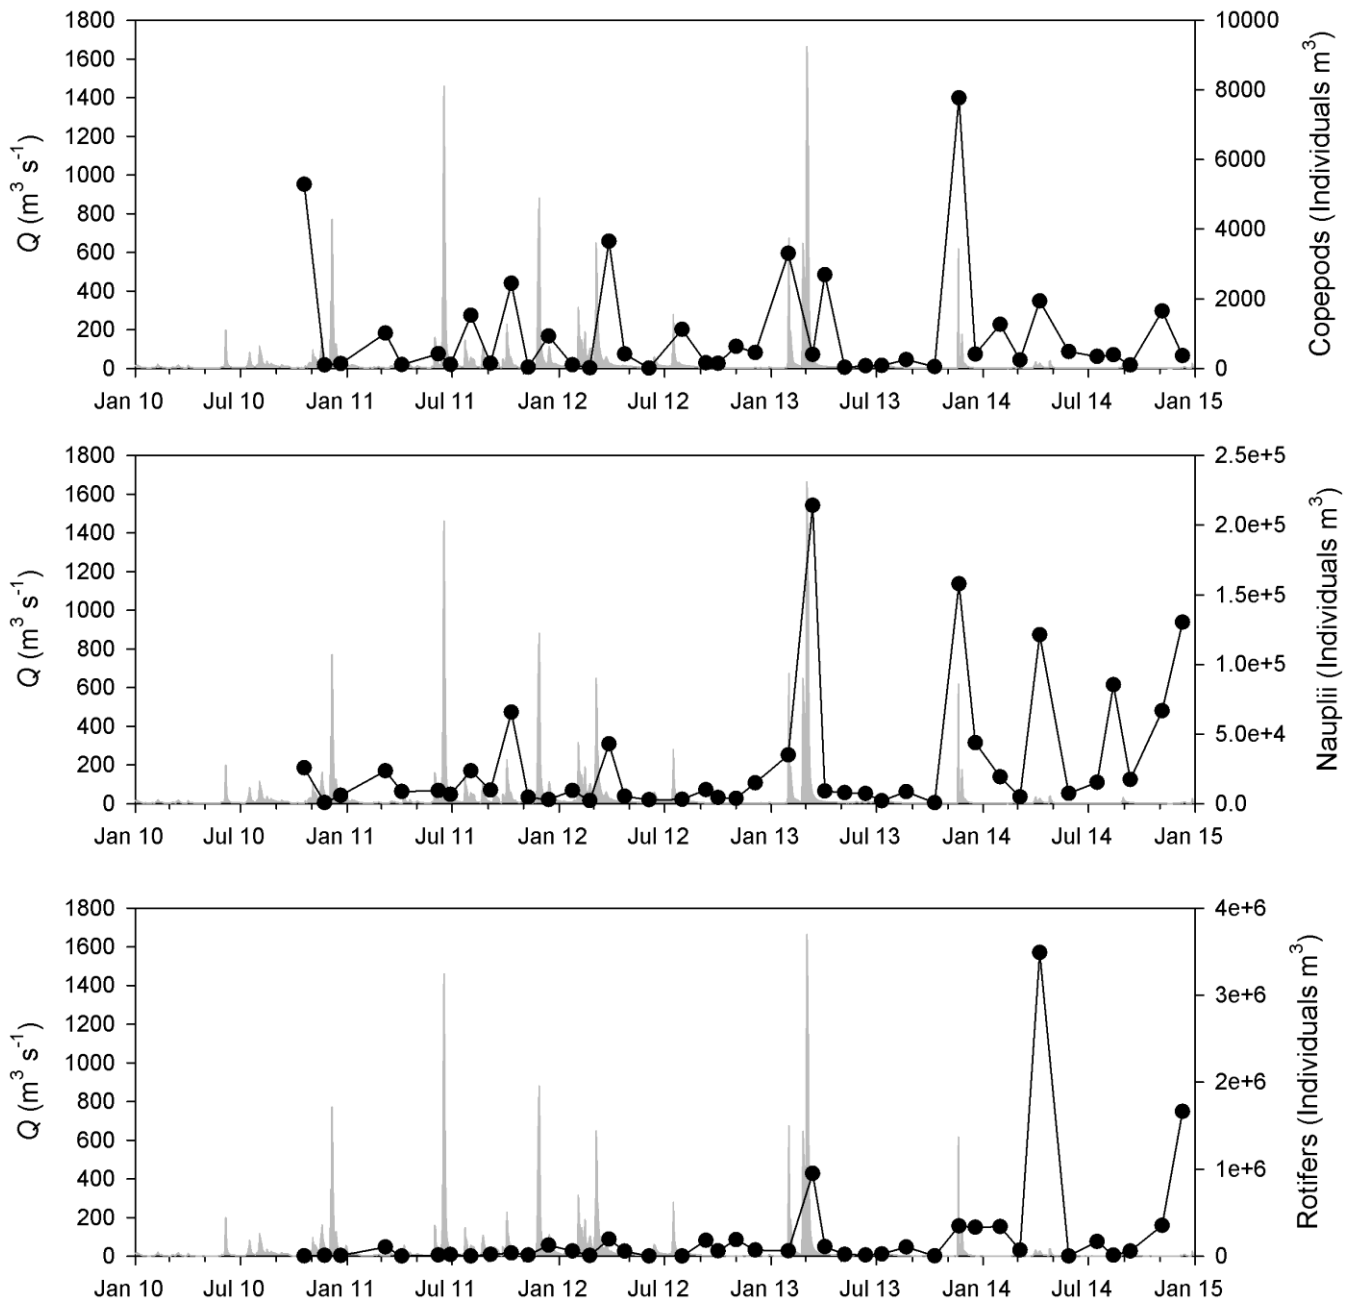 1800
1600
1400
1200
1000
800
600
400
200
0
Q (m³ s⁻¹)
10000
8000
6000
4000
2000
0
Copepods (Individuals m³)
Jan 10 Jul 10 Jan 11 Jul 11 Jan 12 Jul 12 Jan 13 Jul 13 Jan 14 Jul 14 Jan 15
1800
1600
1400
1200
1000
800
600
400
200
0
Q (m³ s⁻¹)
2.5e+5
2.0e+5
1.5e+5
1.0e+5
5.0e+4
0.0
Nauplii (Individuals m³)
Jan 10 Jul 10 Jan 11 Jul 11 Jan 12 Jul 12 Jan 13 Jul 13 Jan 14 Jul 14 Jan 15
1800
1600
1400
1200
1000
800
600
400
200
0
Q (m³ s⁻¹)
4e+6
3e+6
2e+6
1e+6
0
Rotifers (Individuals m³)
Jan 10 Jul 10 Jan 11 Jul 11 Jan 12 Jul 12 Jan 13 Jul 13 Jan 14 Jul 14 Jan 15